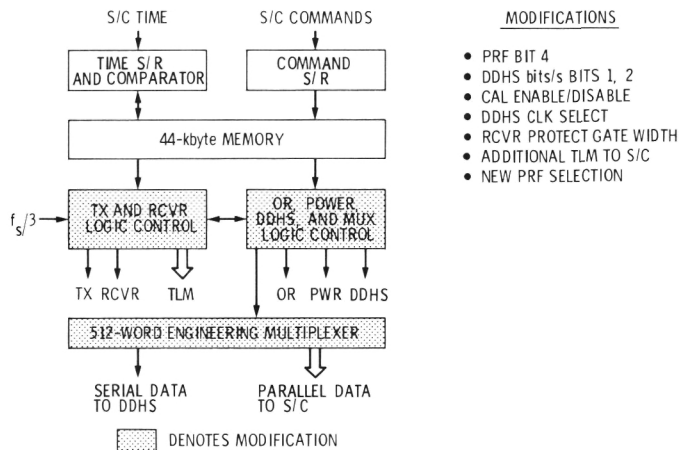 S/C TIME
S/C COMMANDS
TIME S/R
AND COMPARATOR
COMMAND
S/R
44-kbyte MEMORY
f_s/3
TX AND RCVR
LOGIC CONTROL
OR, POWER,
DDHS, AND MUX
LOGIC CONTROL
TX RCVR
TLM
OR PWR DDHS
512-WORD ENGINEERING MULTIPLEXER
SERIAL DATA
TO DDHS
PARALLEL DATA
TO S/C
DENOTES MODIFICATION
MODIFICATIONS
• PRF BIT 4
• DDHS bits/s BITS 1, 2
• CAL ENABLE/DISABLE
• DDHS CLK SELECT
• RCVR PROTECT GATE WIDTH
• ADDITIONAL TLM TO S/C
• NEW PRF SELECTION